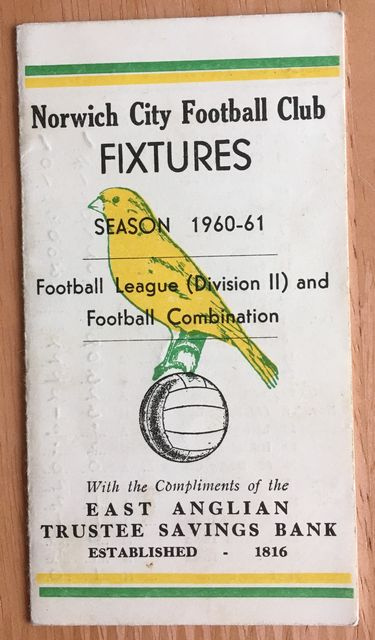 Norwich City Football Club
FIXTURES
SEASON 1960-61
Football League (Division II) and
Football Combination
With the Compliments of the
EAST ANGLIAN
TRUSTEE SAVINGS BANK
ESTABLISHED - 1816